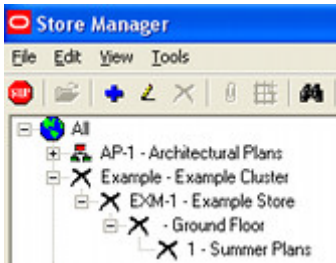 Store Manager
File Edit View Tools
STOP
All
AP-1 - Architectural Plans
Example - Example Cluster
EXM-1 - Example Store
- Ground Floor
1 - Summer Plans